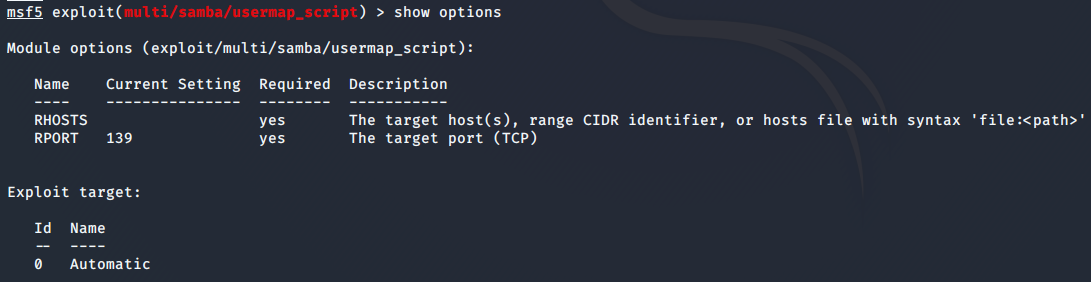 msf5 exploit(multi/samba/usermap_script) > show options
Module options (exploit/multi/samba/usermap_script):
Name Current Setting Required Description
---- --------------- -------- -----------
RHOSTS yes The target host(s), range CIDR identifier, or hosts file with syntax 'file:<path>'
RPORT 139 yes The target port (TCP)
Exploit target:
Id Name
-- ----
0 Automatic